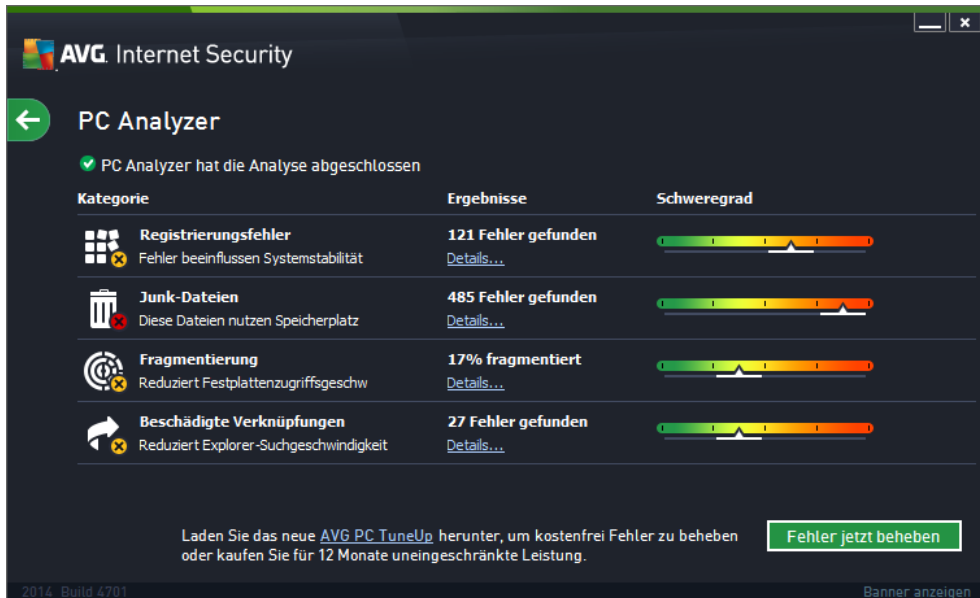 AVG. Internet Security
PC Analyzer
PC Analyzer hat die Analyse abgeschlossen
Kategorie Ergebnisse Schweregrad
Registrierungsfehler 121 Fehler gefunden
Fehler beeinflussen Systemstabilität Details...
Junk-Dateien 485 Fehler gefunden
Diese Dateien nutzen Speicherplatz Details...
Fragmentierung 17% fragmentiert
Reduziert Festplattenzugriffsgeschw Details...
Beschädigte Verknüpfungen 27 Fehler gefunden
Reduziert Explorer-Suchgeschwindigkeit Details...
Laden Sie das neue AVG PC TuneUp herunter, um kostenfrei Fehler zu beheben
oder kaufen Sie für 12 Monate uneingeschränkte Leistung.
Fehler jetzt beheben
2014 Build 4701 Banner anzeigen